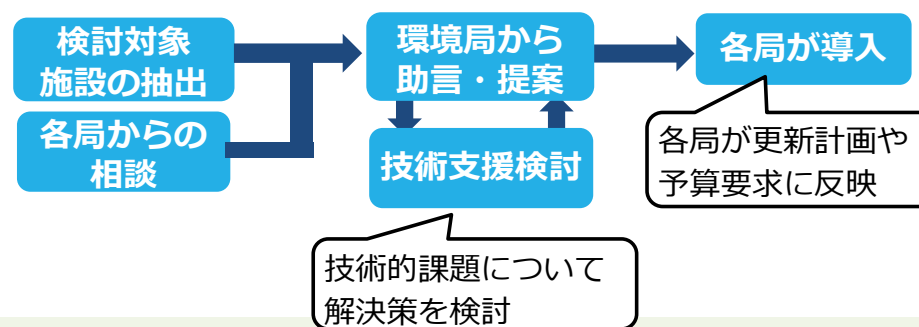 検討対象
施設の抽出
各局からの
相談
環境局から
助言・提案
技術支援検討
各局が導入
各局が更新計画や
予算要求に反映
技術的課題について
解決策を検討